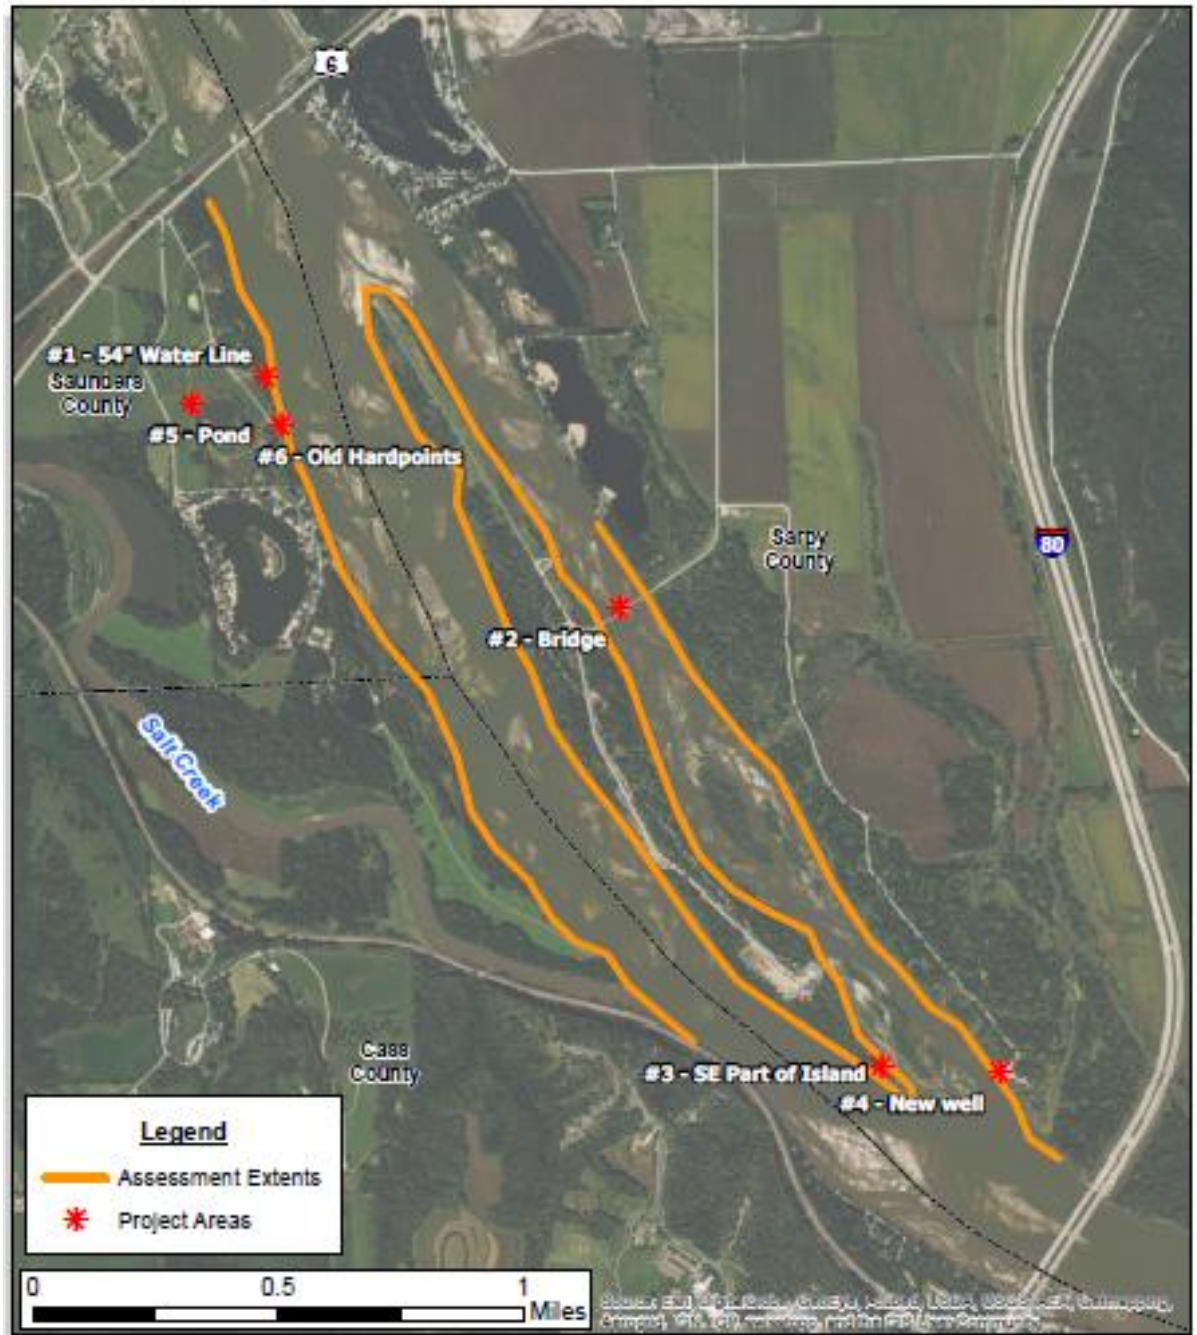 6
#1 - 54" Water Line
Saunders
County
#5 - Pond
#6 - Old Hardpoints
Sarpy
County
80
#2 - Bridge
Salt Creek
Cass
County
#3 - SE Part of Island
#4 - New well
Legend
Assessment Extents
Project Areas
0 0.5 1
Miles